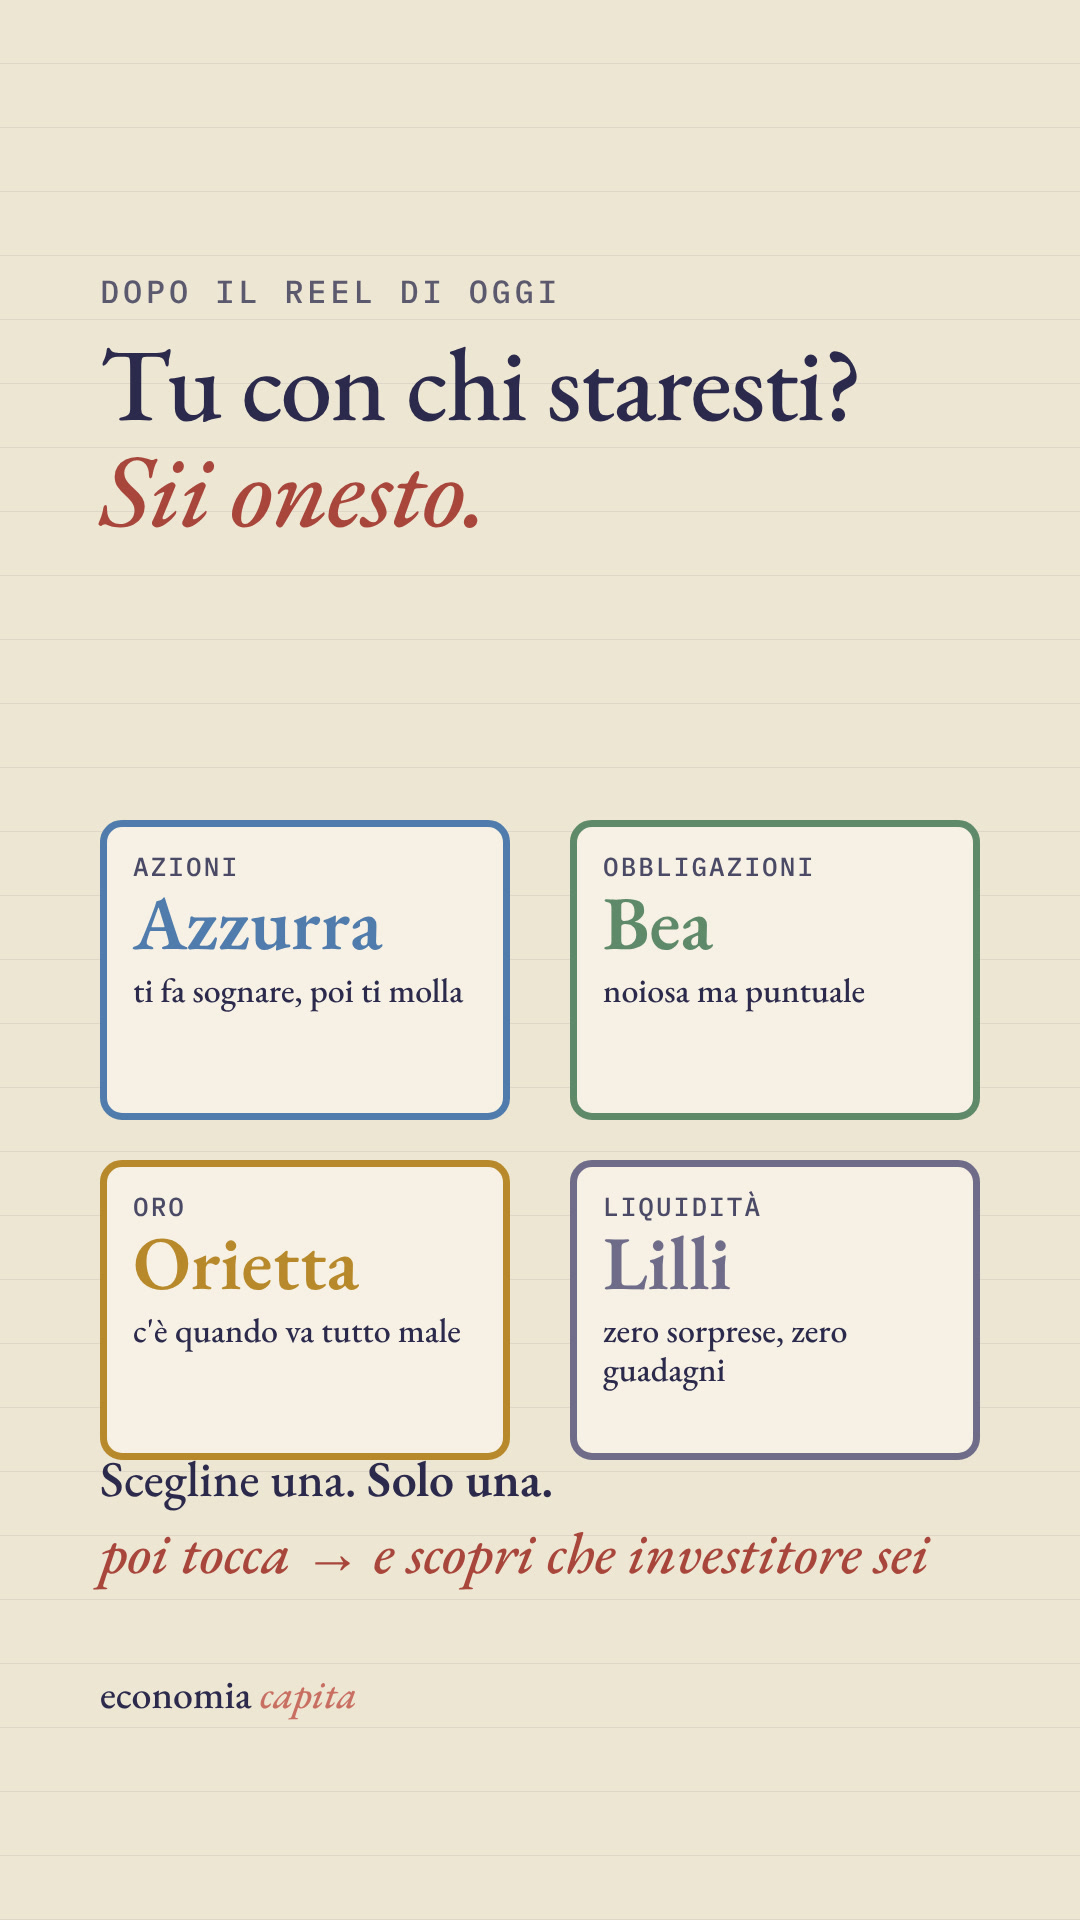 DOPO IL REEL DI OGGI
Tu con chi staresti?
Sii onesto.
AZIONI
Azzurra
ti fa sognare, poi ti molla
OBBLIGAZIONI
Bea
noiosa ma puntuale
ORO
Orietta
c'è quando va tutto male
LIQUIDITÀ
Lilli
zero sorprese, zero
guadagni
Scegline una. Solo una.
poi tocca → e scopri che investitore sei
economia capita